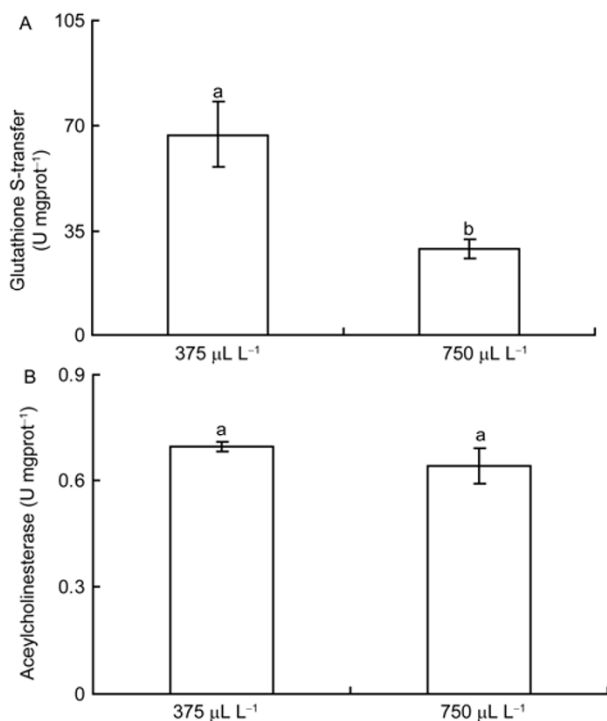 A
Glutathione S-transfer
(U mgprot⁻¹)
105
70
35
0
a
b
375 μL L⁻¹
750 μL L⁻¹
B
Aceylcholinesterase (U mgprot⁻¹)
0.9
0.6
0.3
0
a
a
375 μL L⁻¹
750 μL L⁻¹